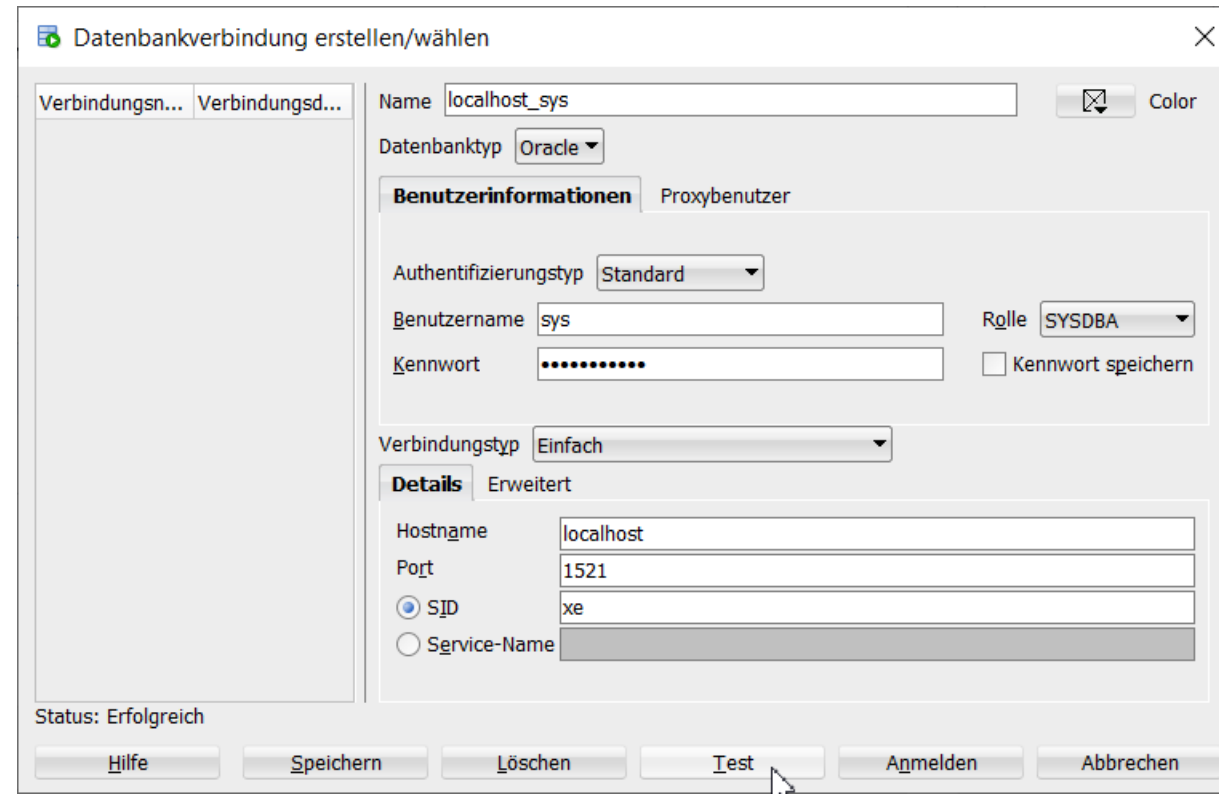 Datenbankverbindung erstellen/wählen
Verbindungsn... Verbindungsd...
Name localhost_sys Color
Datenbanktyp Oracle
Benutzerinformationen Proxybenutzer
Authentifizierungstyp Standard
Benutzername sys Rolle SYSDBA
Kennwort ••••••••••• Kennwort speichern
Verbindungstyp Einfach
Details Erweitert
Hostname localhost
Port 1521
SID xe
Service-Name
Status: Erfolgreich
Hilfe Speichern Löschen Test Anmelden Abbrechen